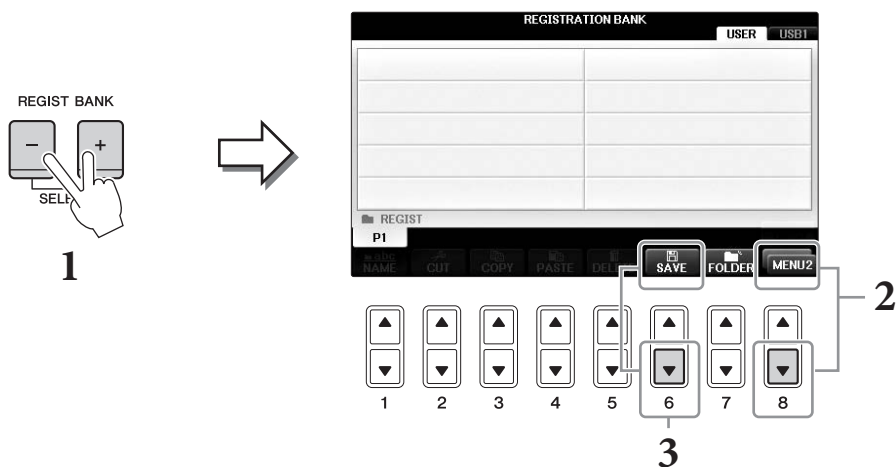 REGIST BANK
− +
SEL
1
REGISTRATION BANK
USER USB1
REGIST
P1
NAME CUT COPY PASTE SAVE FOLDER MENU2
1 2 3 4 5 6 7 8
2
3